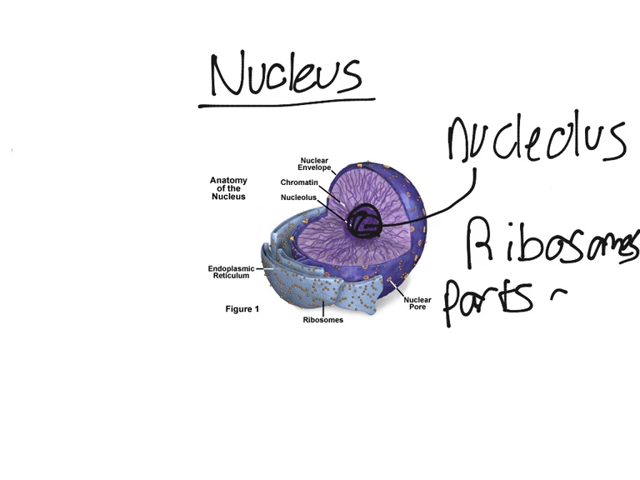 Nucleus
Nucleolus
Nuclear
Envelope
Anatomy
of the
Nucleus
Chromatin
Nucleolus
Ribosomes
parts
Endoplasmic
Reticulum
Nuclear
Pore
Figure 1
Ribosomes